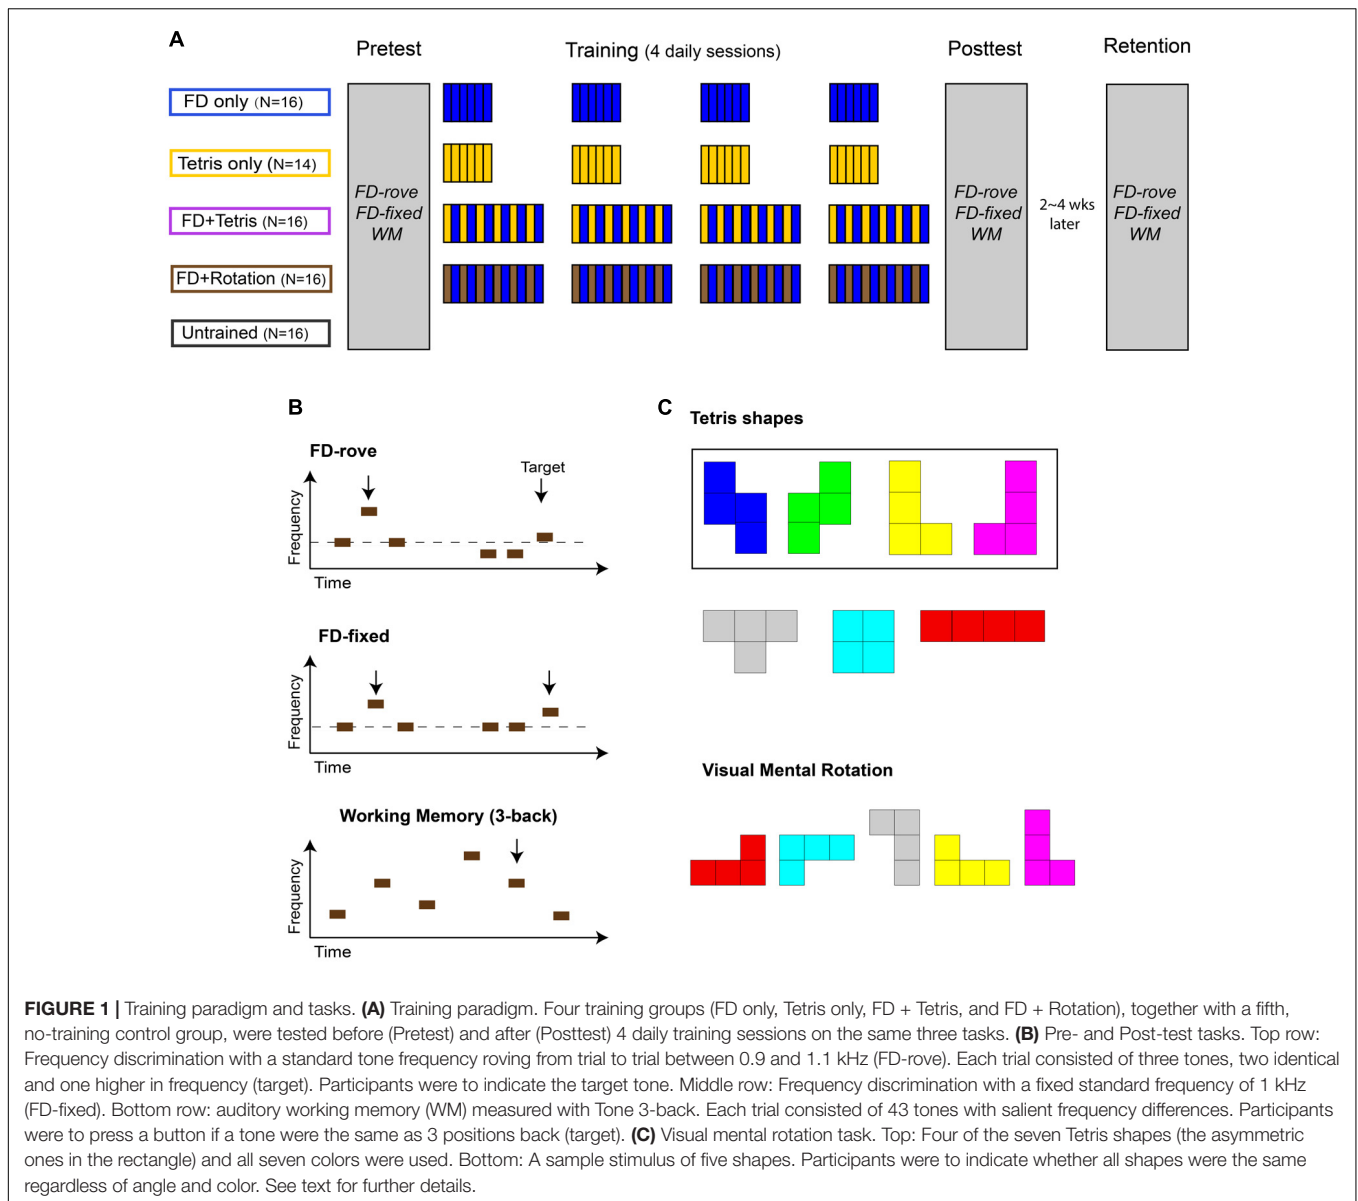 A
Pretest
Training (4 daily sessions)
Posttest
Retention
FD only (N=16)
Tetris only (N=14)
FD+Tetris (N=16)
FD+Rotation (N=16)
Untrained (N=16)
FD-rove
FD-fixed
WM
FD-rove
FD-fixed
WM
2~4 wks
later
FD-rove
FD-fixed
WM
B
FD-rove
Target
Frequency
Time
FD-fixed
Frequency
Time
Working Memory (3-back)
Frequency
Time
C
Tetris shapes
Visual Mental Rotation
FIGURE 1 | Training paradigm and tasks. (A) Training paradigm. Four training groups (FD only, Tetris only, FD + Tetris, and FD + Rotation), together with a fifth,
no-training control group, were tested before (Pretest) and after (Posttest) 4 daily training sessions on the same three tasks. (B) Pre- and Post-test tasks. Top row:
Frequency discrimination with a standard tone frequency roving from trial to trial between 0.9 and 1.1 kHz (FD-rove). Each trial consisted of three tones, two identical
and one higher in frequency (target). Participants were to indicate the target tone. Middle row: Frequency discrimination with a fixed standard frequency of 1 kHz
(FD-fixed). Bottom row: auditory working memory (WM) measured with Tone 3-back. Each trial consisted of 43 tones with salient frequency differences. Participants
were to press a button if a tone were the same as 3 positions back (target). (C) Visual mental rotation task. Top: Four of the seven Tetris shapes (the asymmetric
ones in the rectangle) and all seven colors were used. Bottom: A sample stimulus of five shapes. Participants were to indicate whether all shapes were the same
regardless of angle and color. See text for further details.